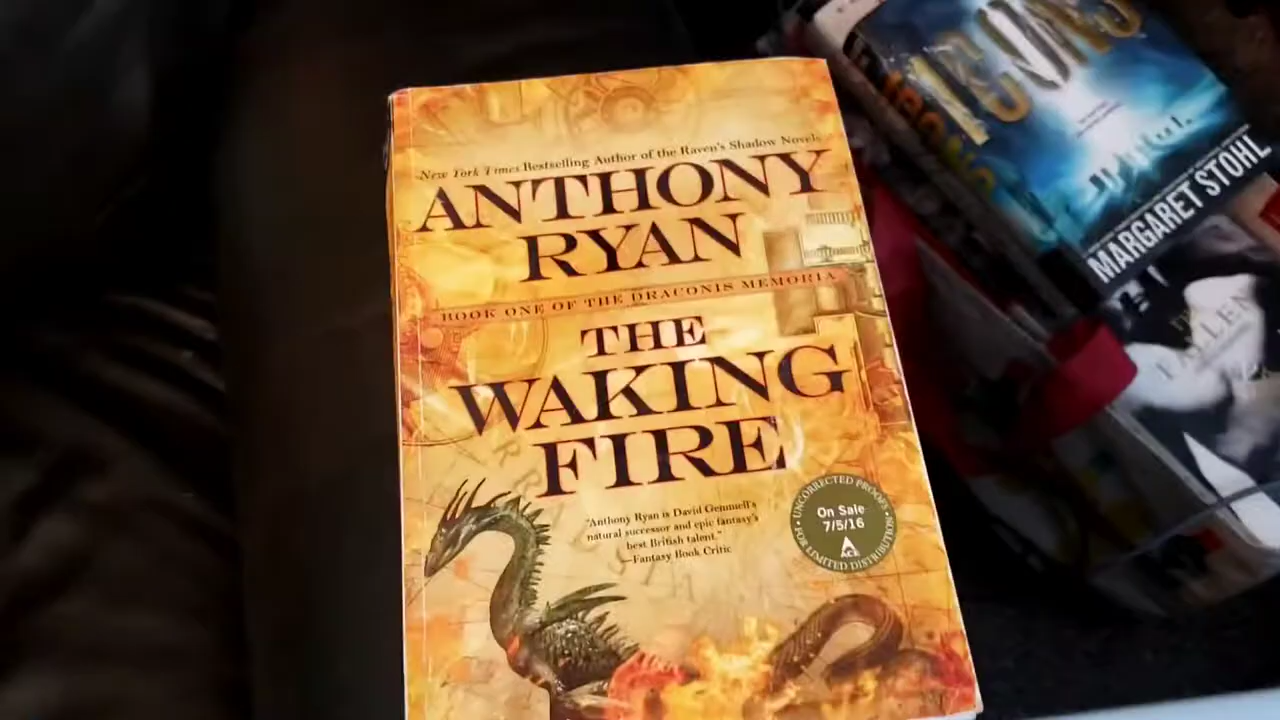 New York Times Bestselling Author of the Raven's Shadow Novels
ANTHONY
RYAN
BOOK ONE OF THE DRACONIS MEMORIA
THE
WAKING
FIRE
"Anthony Ryan is David Gemmell's
natural successor and epic fantasy's
best British talent."
—Fantasy Book Critic
UNCORRECTED PROOFS
On Sale
7/5/16
ACE
FOR LIMITED DISTRIBUTION
ICONS
MARGARET STOHL